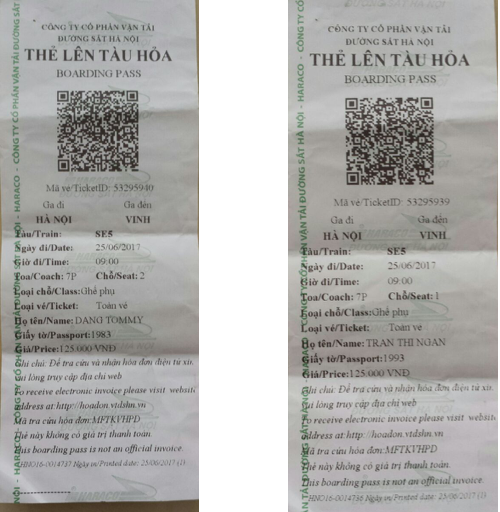 CÔNG TY CỔ PHẦN VẬN TẢI
ĐƯỜNG SẮT HÀ NỘI
THẺ LÊN TÀU HỎA
BOARDING PASS
Mã vé/TicketID: 53295940
Ga đi Ga đến
HÀ NỘI VINH
Tàu/Train: SE5
Ngày đi/Date: 25/06/2017
Giờ đi/Time: 09:00
Toa/Coach: 7P Chỗ/Seat: 2
Loại chỗ/Class:Ghế phụ
Loại vé/Ticket: Toàn vé
Họ tên/Name: DANG TOMMY
Giấy tờ/Passport:1983
Giá/Price:125.000 VNĐ
Ghi chú: Để tra cứu và nhận hóa đơn điện tử xin
vui lòng truy cập địa chỉ web
To receive electronic invoice please visit website
address at:http://hoadon.vtdshn.vn
Mã tra cứu hóa đơn:MFTKVHPD
Thẻ này không có giá trị thanh toán.
This boarding pass is not an official invoice.
HNO16-0014737 Ngày in/Printed date: 25/06/2017 (1)
CÔNG TY CỔ PHẦN VẬN TẢI ĐƯỜNG SẮT HÀ NỘI - HARACO
CÔNG TY CỔ PHẦN VẬN TẢI
ĐƯỜNG SẮT HÀ NỘI
THẺ LÊN TÀU HỎA
BOARDING PASS
Mã vé/TicketID: 53295939
Ga đi Ga đến
HÀ NỘI VINH
Tàu/Train: SE5
Ngày đi/Date: 25/06/2017
Giờ đi/Time: 09:00
Toa/Coach: 7P Chỗ/Seat: 1
Loại chỗ/Class:Ghế phụ
Loại vé/Ticket: Toàn vé
Họ tên/Name:TRAN THI NGAN
Giấy tờ/Passport:1993
Giá/Price:125.000 VNĐ
Ghi chú: Để tra cứu và nhận hóa đơn điện tử xin
vui lòng truy cập địa chỉ web
To receive electronic invoice please visit website
address at:http://hoadon.vtdshn.vn
Mã tra cứu hóa đơn:MFTKVHPD
Thẻ này không có giá trị thanh toán.
This boarding pass is not an official invoice.
HNO16-0014736 Ngày in/Printed date: 25/06/2017 (1)
CÔNG TY CỔ PHẦN VẬN TẢI ĐƯỜNG SẮT HÀ NỘI - HARACO